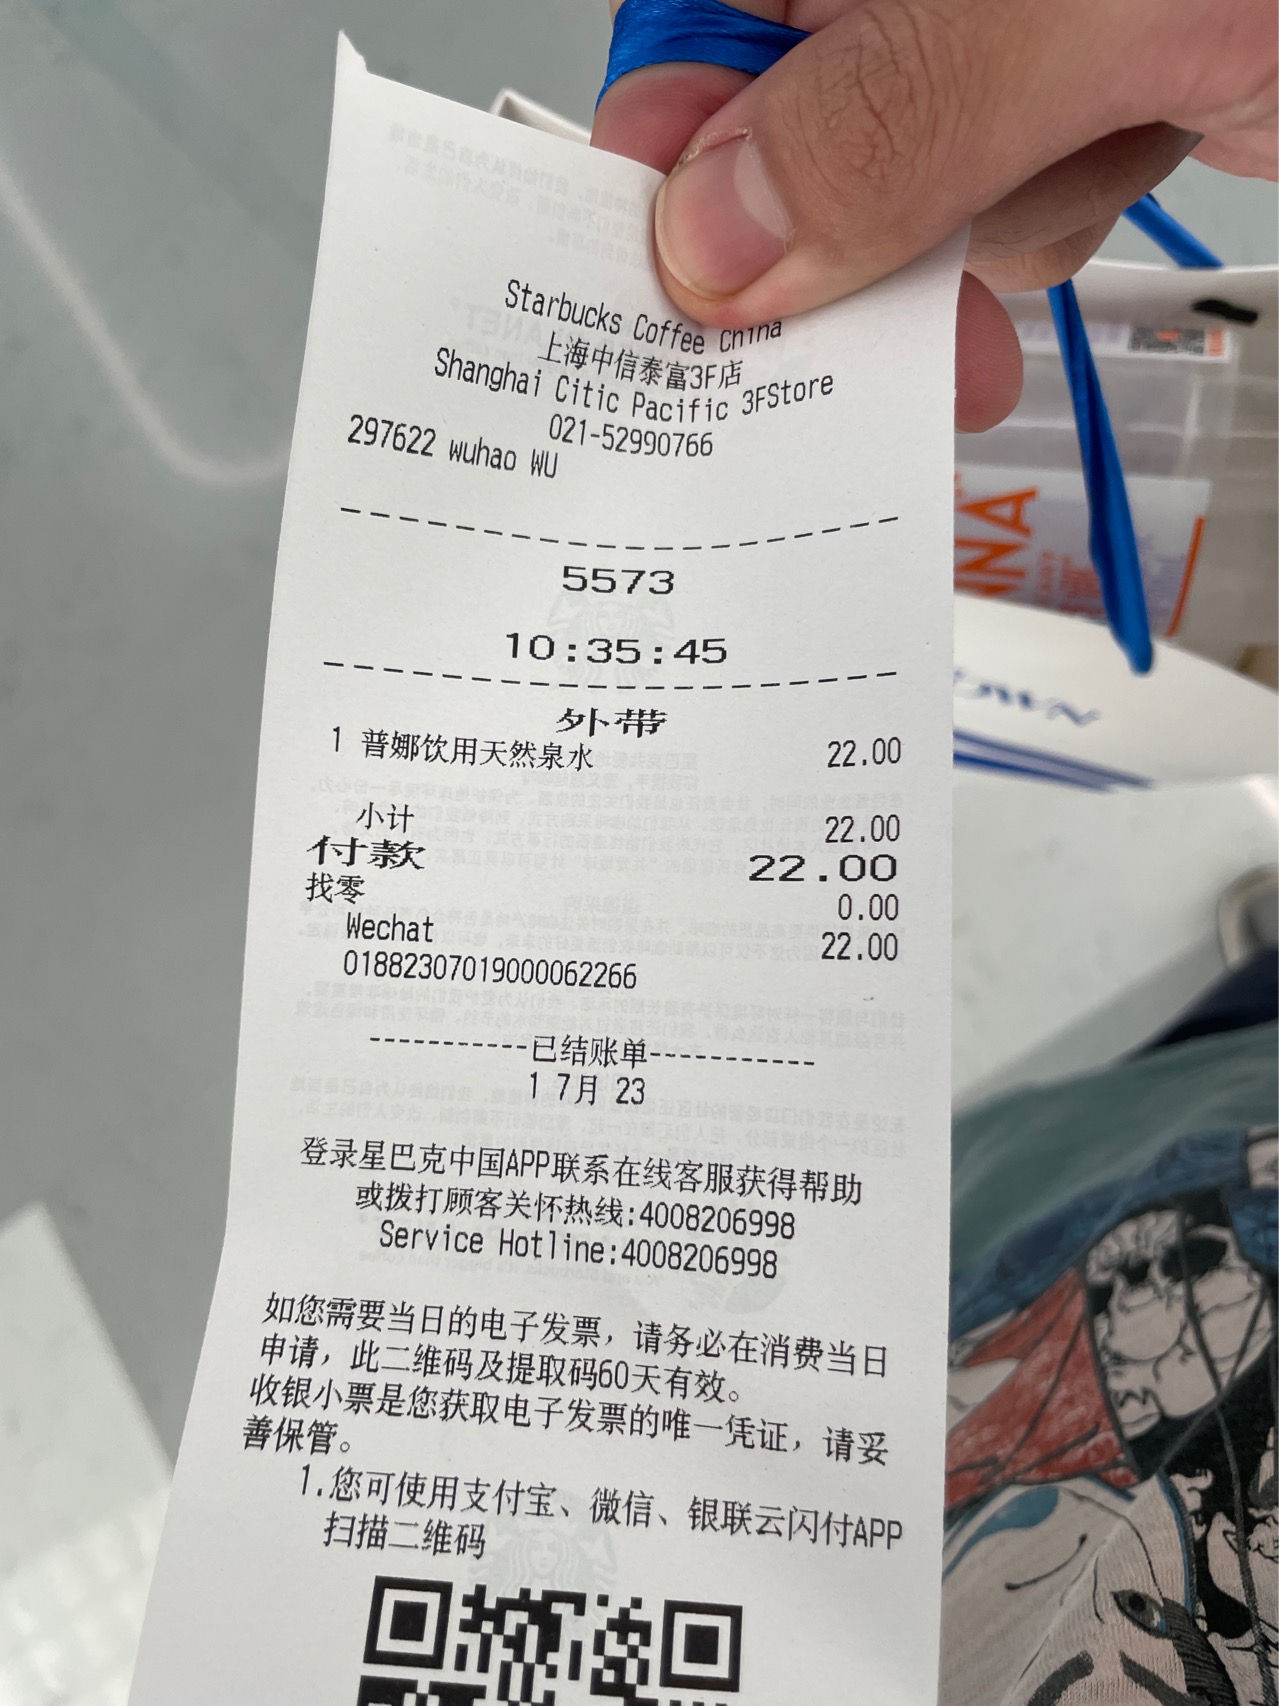 Starbucks Coffee China
上海中信泰富3F店
Shanghai Citic Pacific 3FStore
021-52990766
297622 wuhao WU
5573
10:35:45
外带
1 普娜饮用天然泉水 22.00
小计 22.00
付款 22.00
找零 0.00
Wechat 22.00
01882307019000062266
-----------已结账单-----------
1 7月 23
登录星巴克中国APP联系在线客服获得帮助
或拨打顾客关怀热线:4008206998
Service Hotline:4008206998
如您需要当日的电子发票，请务必在消费当日
申请，此二维码及提取码60天有效。
收银小票是您获取电子发票的唯一凭证，请妥
善保管。
1.您可使用支付宝、微信、银联云闪付APP
扫描二维码